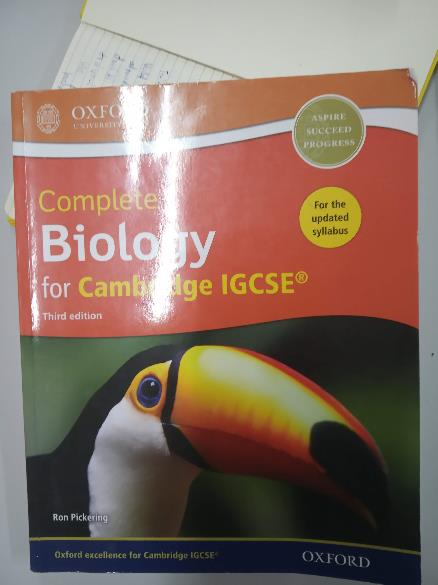 OXFORD
UNIVERSITY
ASPIRE
SUCCEED
PROGRESS
Complete
Biology
for Cambridge IGCSE®
Third edition
For the
updated
syllabus
Ron Pickering
Oxford excellence for Cambridge IGCSE®
OXFORD